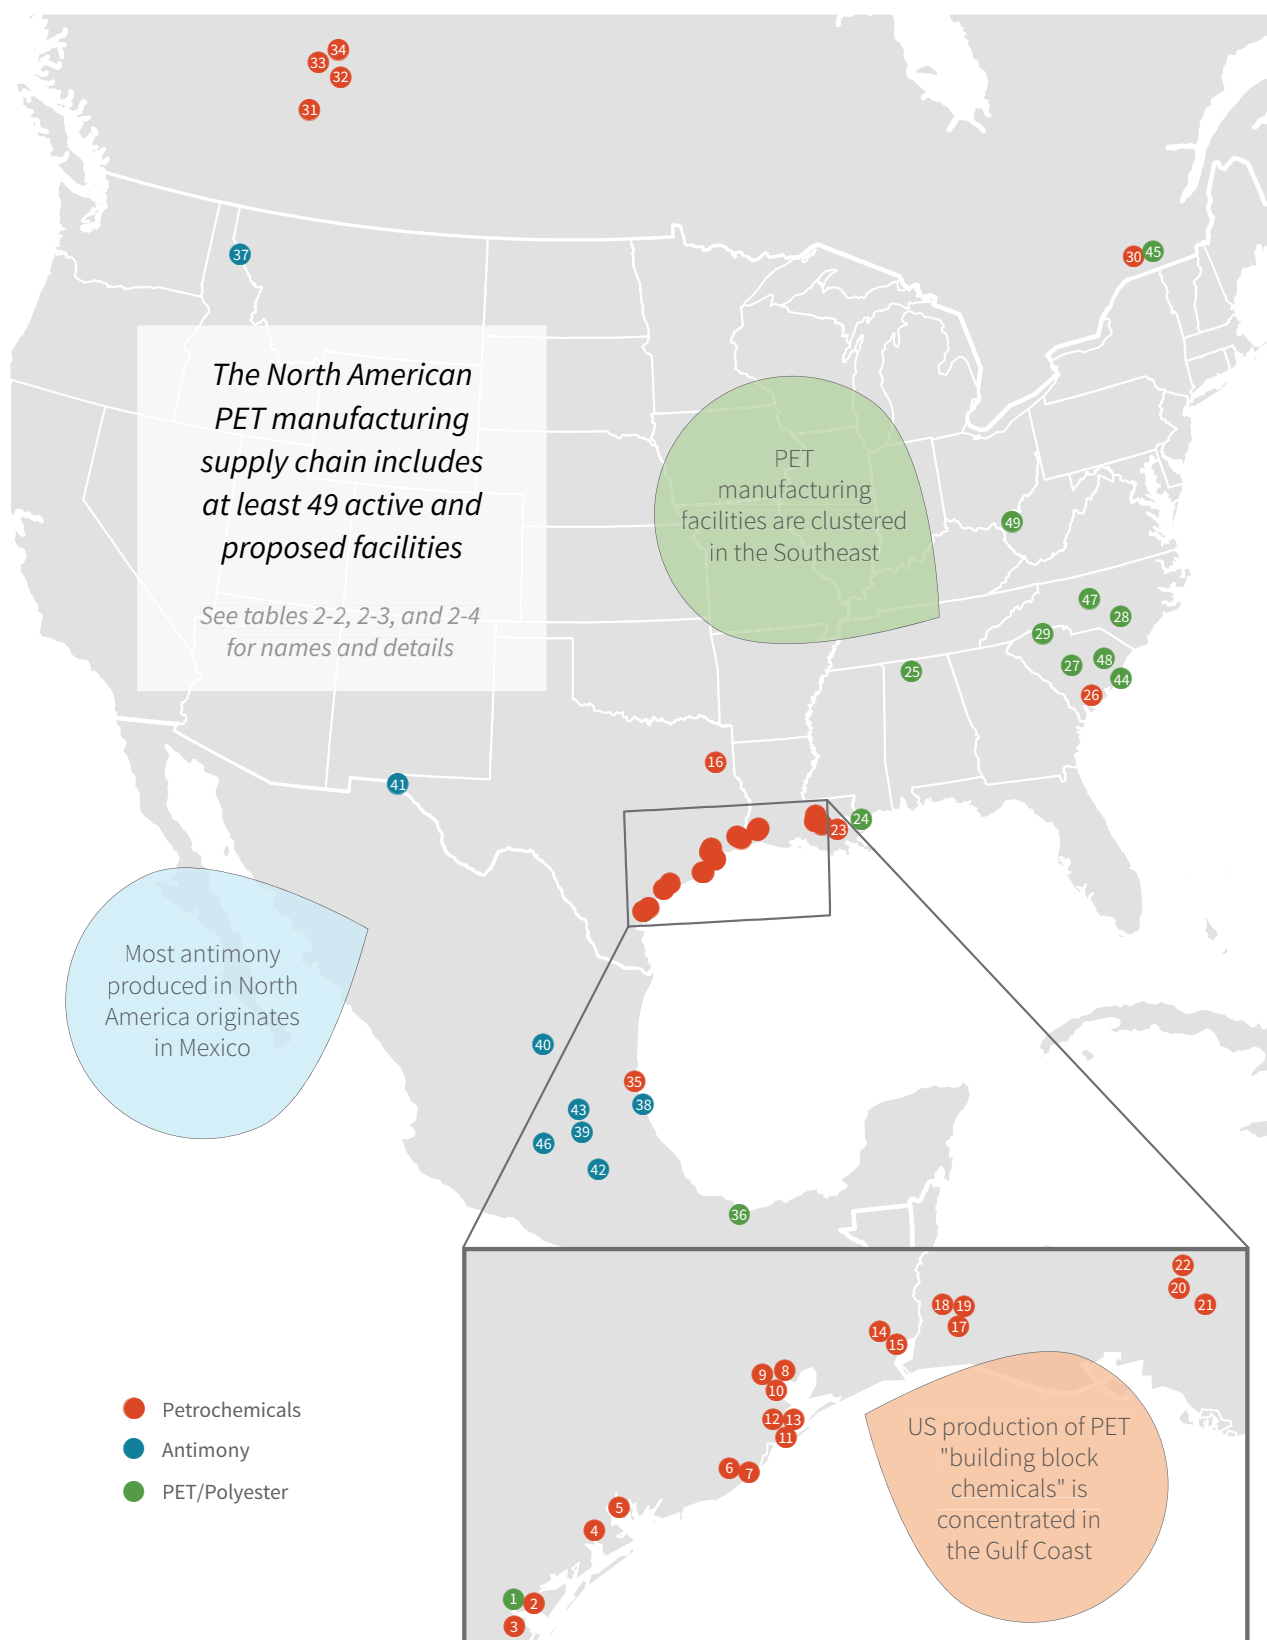 34
33
32
31
37
30
45
The North American
PET manufacturing
supply chain includes
at least 49 active and
proposed facilities
See tables 2-2, 2-3, and 2-4
for names and details
PET
manufacturing
facilities are clustered
in the Southeast
49
47
28
29
48
27
44
25
26
16
41
24
23
Most antimony
produced in North
America originates
in Mexico
40
35
38
43
39
46
42
36
22
20
21
18 19
17
14
15
9 8
10
12 13
11
6 7
5
4
1 2
3
US production of PET
"building block
chemicals" is
concentrated in
the Gulf Coast
Petrochemicals
Antimony
PET/Polyester